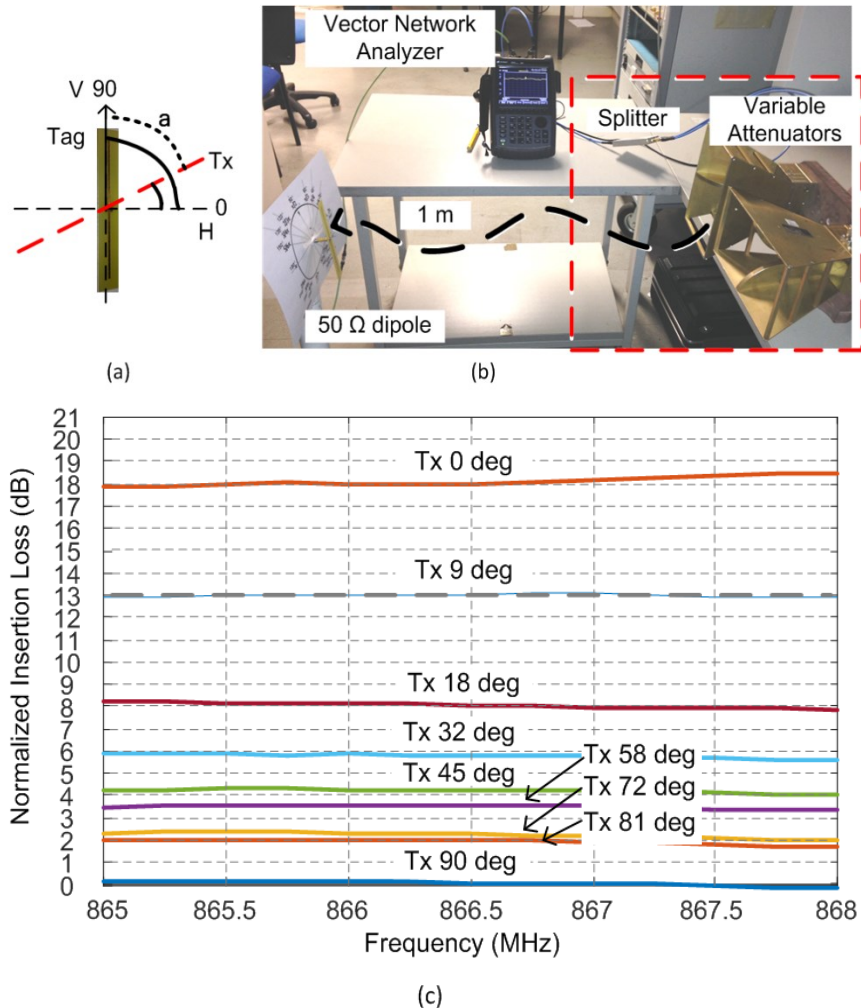 V 90
a
Tag
Tx
0
H
(a)
Vector Network
Analyzer
Splitter
Variable
Attenuators
1 m
50 Ω dipole
(b)
Normalized Insertion Loss (dB)
21
20
19
18
17
16
15
14
13
12
11
10
9
8
7
6
5
4
3
2
1
0
Tx 0 deg
Tx 9 deg
Tx 18 deg
Tx 32 deg
Tx 58 deg
Tx 45 deg
Tx 72 deg
Tx 81 deg
Tx 90 deg
865 865.5 866 866.5 867 867.5 868
Frequency (MHz)
(c)